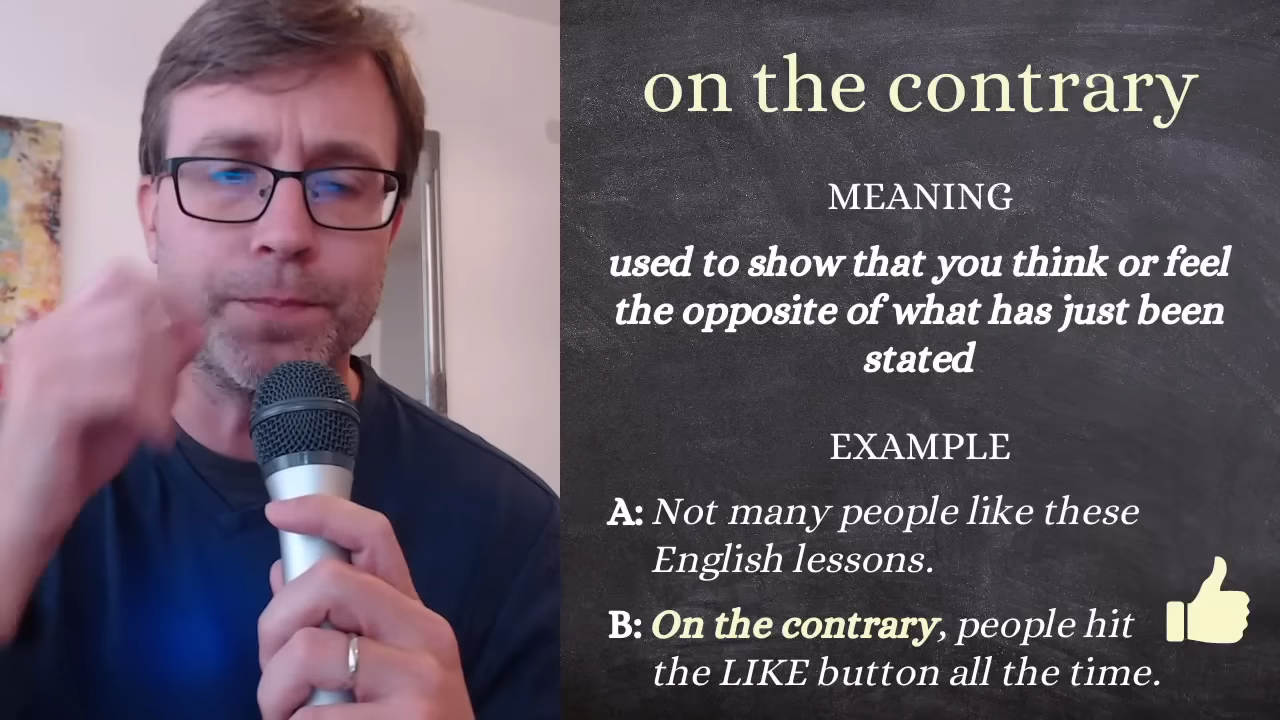 on the contrary
MEANING
used to show that you think or feel
the opposite of what has just been
stated
EXAMPLE
A: Not many people like these
English lessons.
B: On the contrary, people hit
the LIKE button all the time.